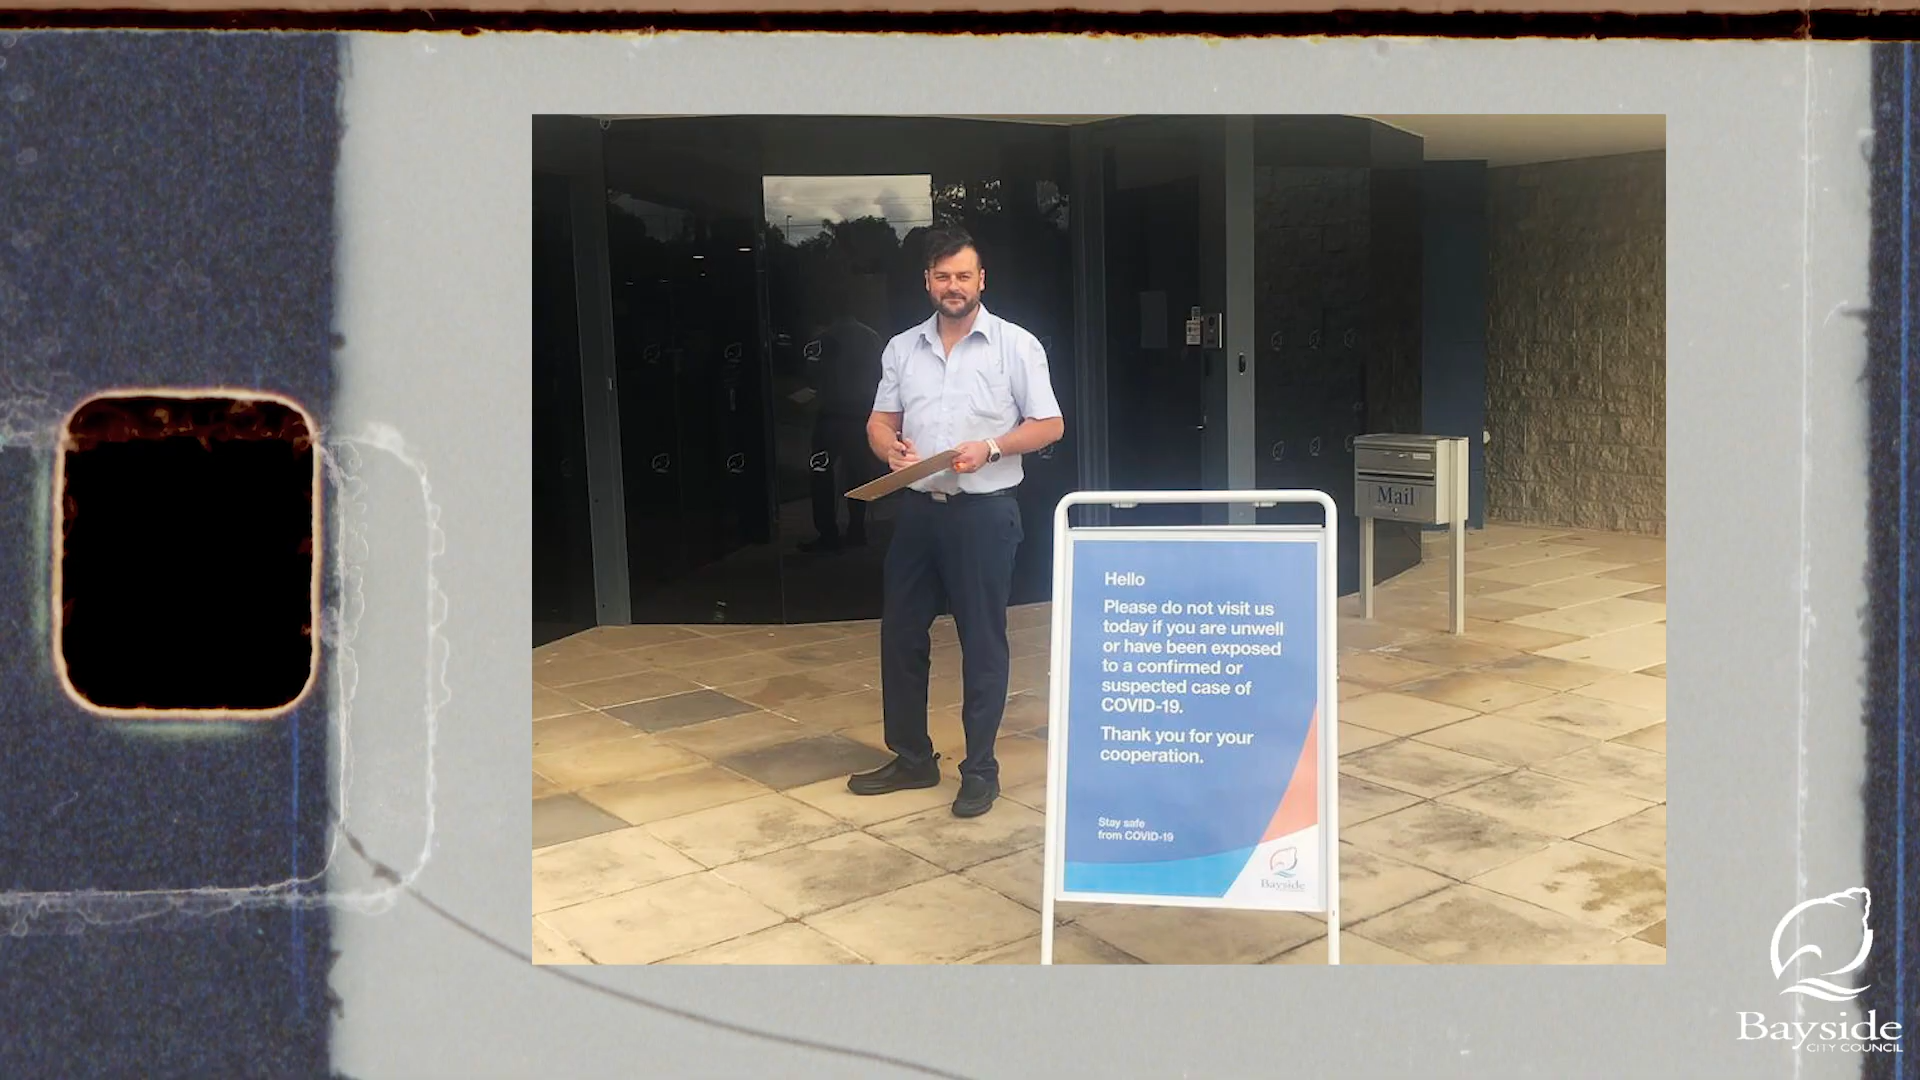 Mail
Hello
Please do not visit us
today if you are unwell
or have been exposed
to a confirmed or
suspected case of
COVID-19.
Thank you for your
cooperation.
Stay safe
from COVID-19
Bayside
Bayside
CITY COUNCIL